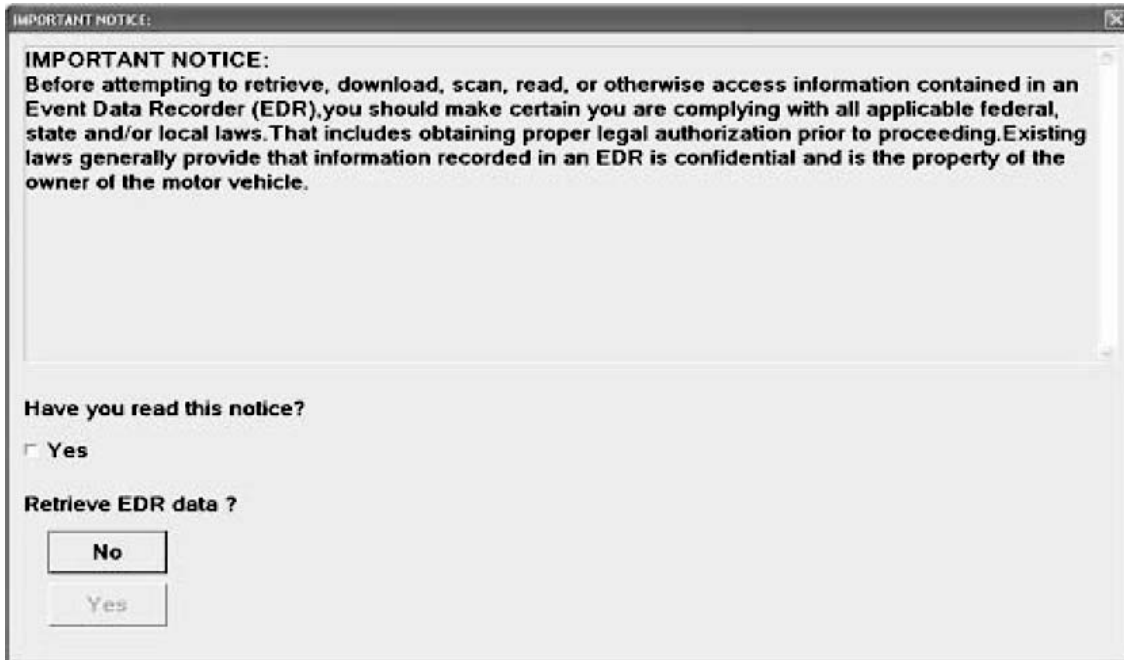 IMPORTANT NOTICE:
IMPORTANT NOTICE:
Before attempting to retrieve, download, scan, read, or otherwise access information contained in an
Event Data Recorder (EDR),you should make certain you are complying with all applicable federal,
state and/or local laws.That includes obtaining proper legal authorization prior to proceeding.Existing
laws generally provide that information recorded in an EDR is confidential and is the property of the
owner of the motor vehicle.
Have you read this notice?
Yes
Retrieve EDR data ?
No
Yes